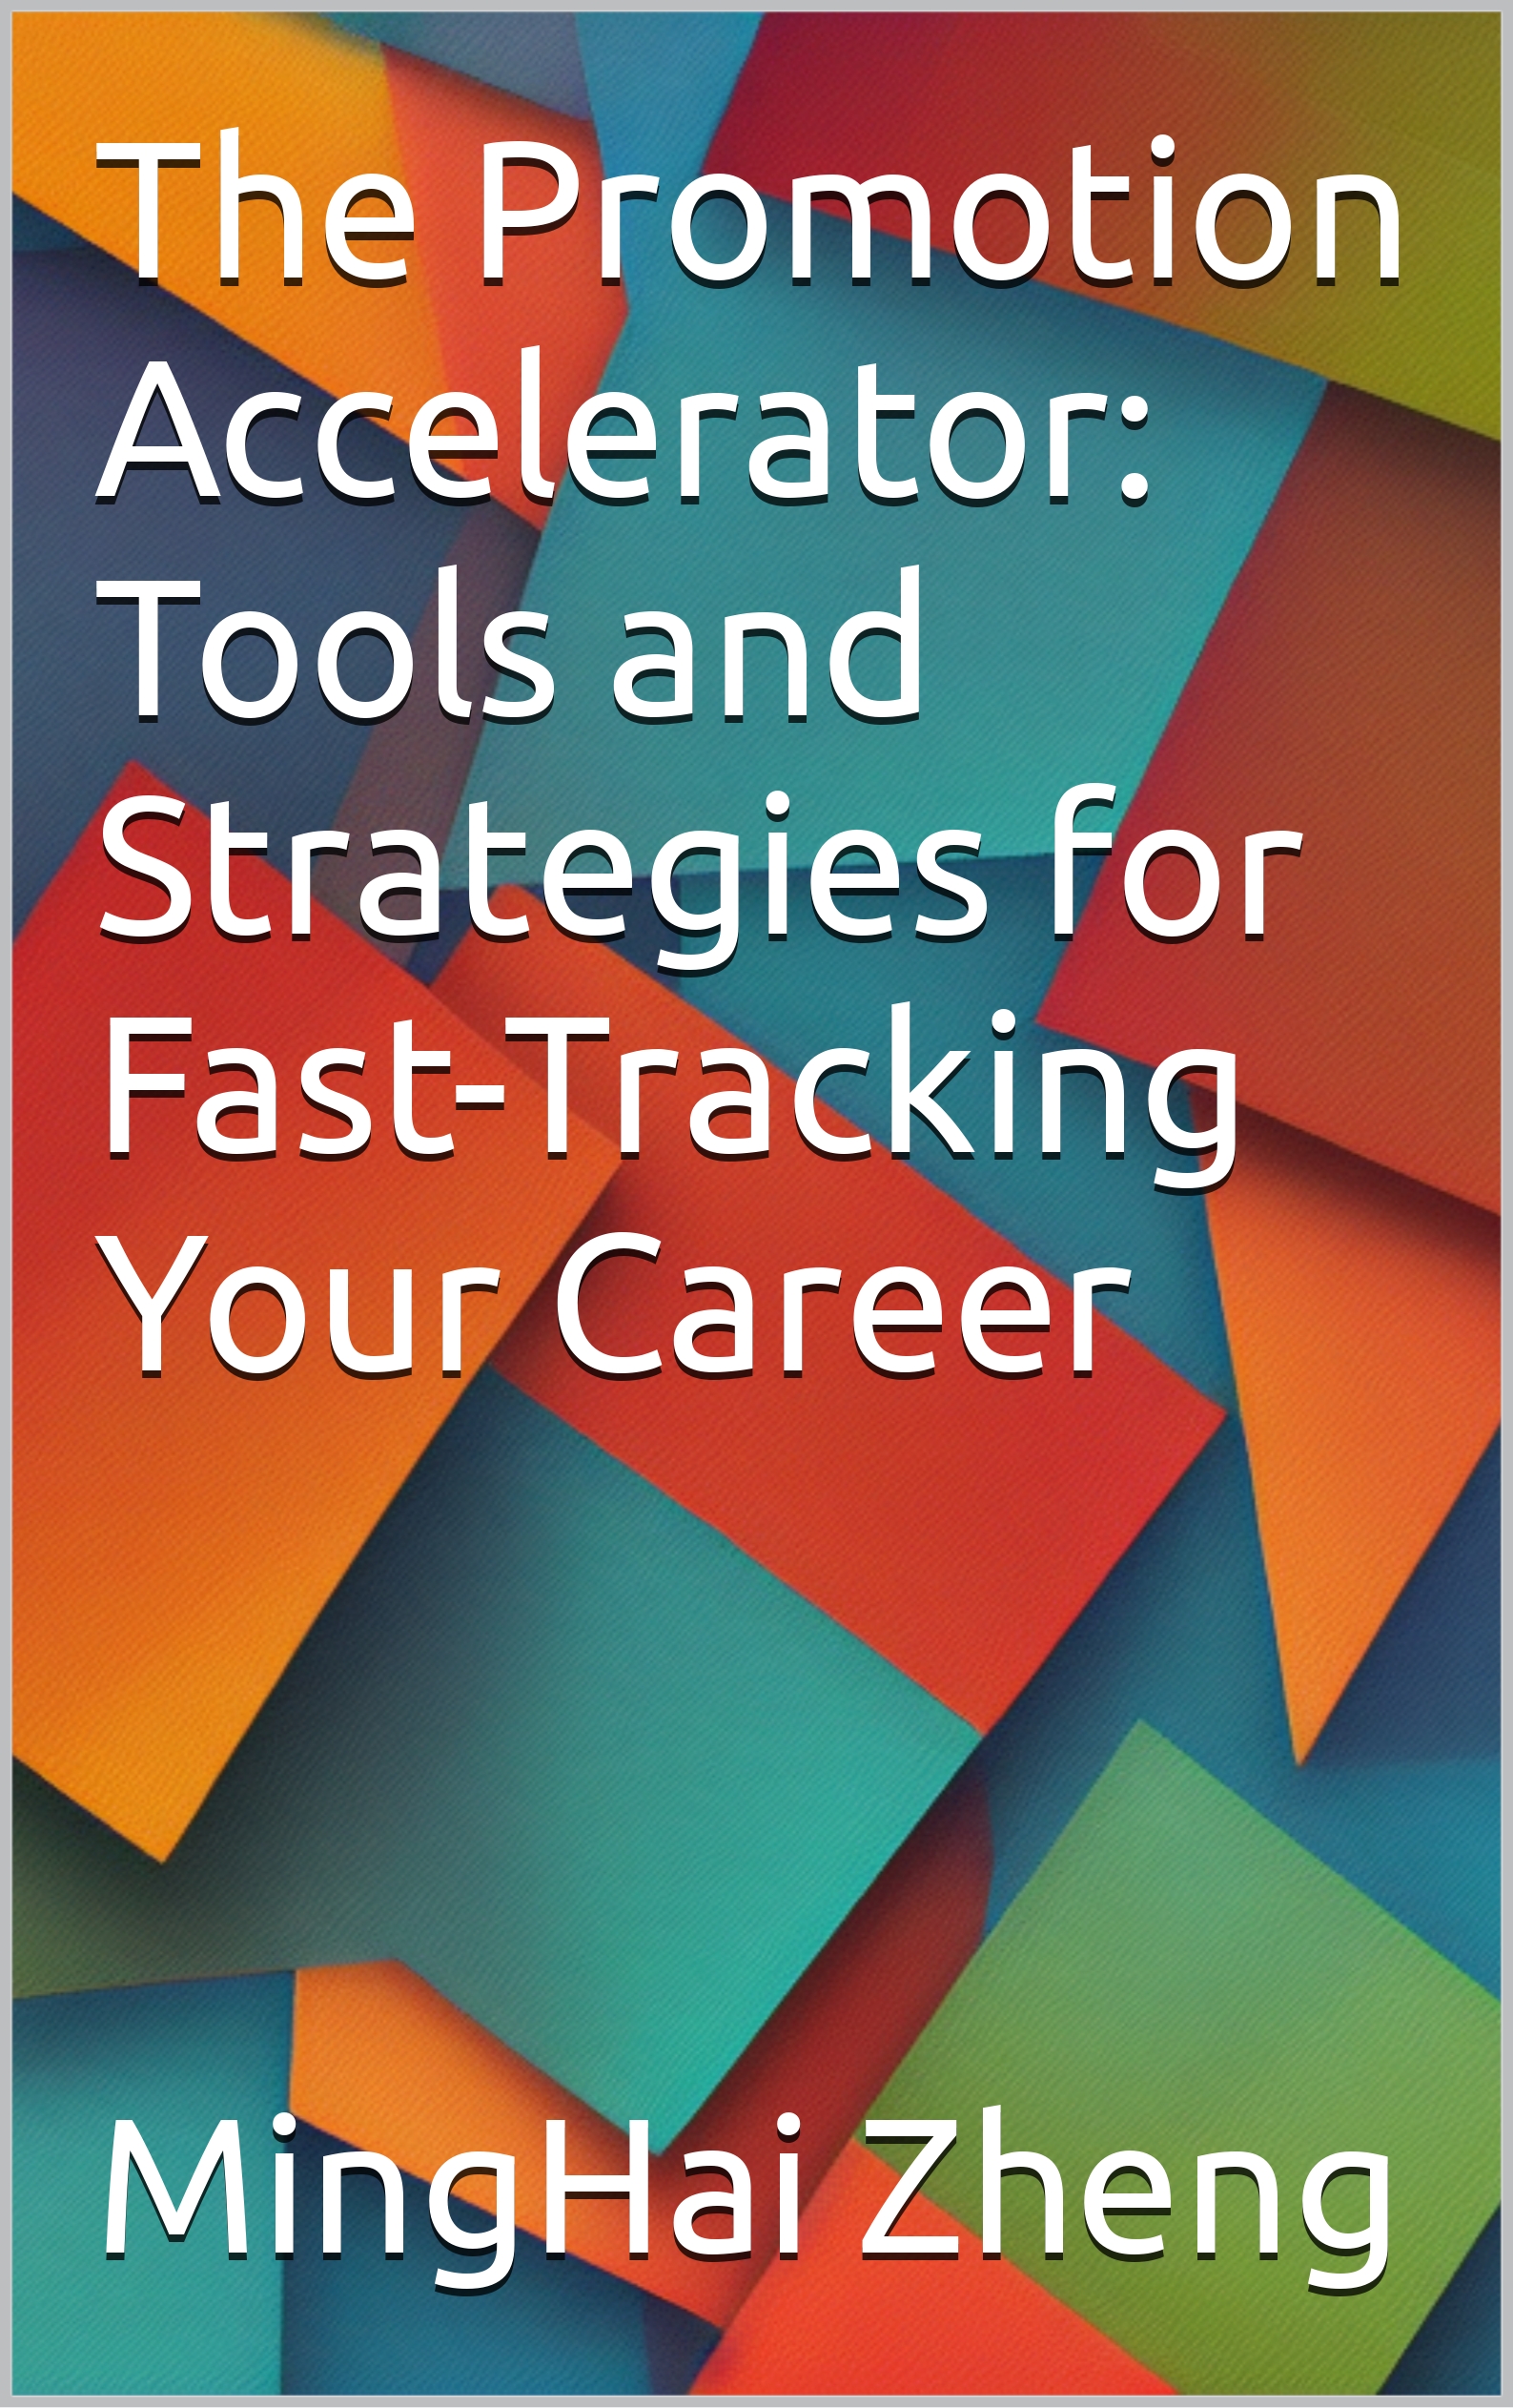 The Promotion
Accelerator:
Tools and
Strategies for
Fast-Tracking
Your Career
MingHai Zheng